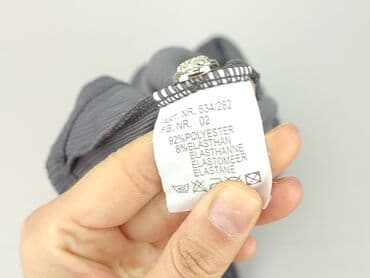 ART. NR. 534/282
FB. NR. 02
92%POLYESTER
8%ELASTHAN
ELASTHANNE
ELASTOMEER
ELASTANE